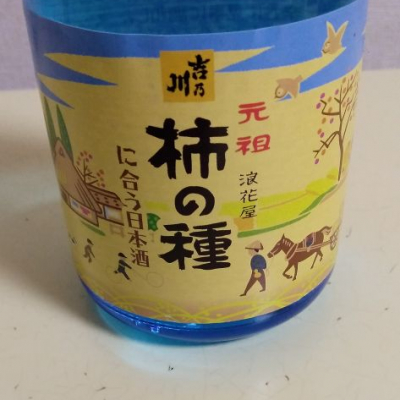 吉乃川
元祖
浪花屋
柿の種
に合う日本酒